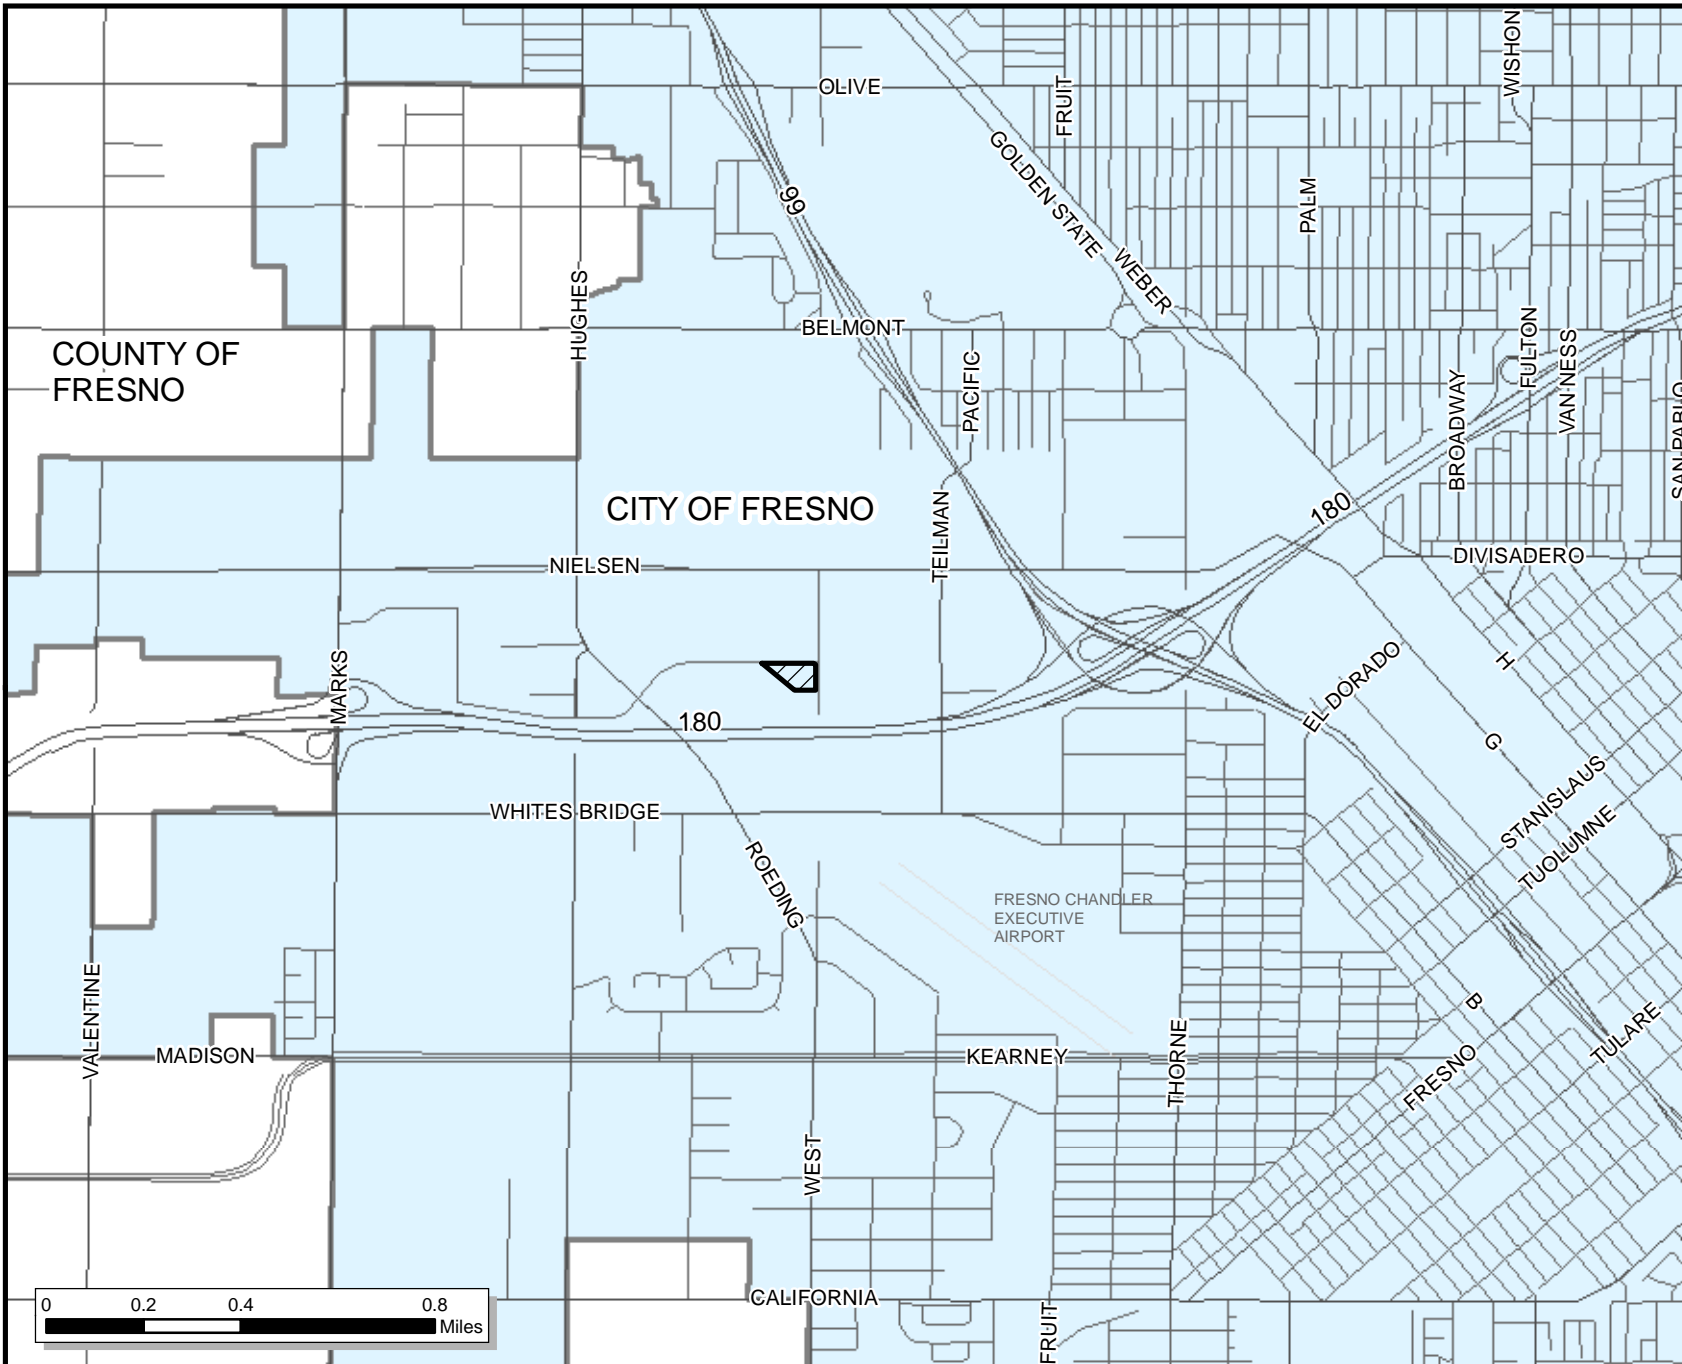 WISHON
OLIVE
FRUIT
GOLDEN STATE
99
PALM
WEBER
HUGHES
BELMONT
COUNTY OF
FRESNO
PACIFIC
FULTON
VAN NESS
BROADWAY
SAN PABLO
CITY OF FRESNO
180
TEILMAN
NIELSEN
DIVISADERO
MARKS
H
EL DORADO
180
G
STANISLAUS
WHITES BRIDGE
TUOLUMNE
ROEDING
FRESNO CHANDLER
EXECUTIVE
AIRPORT
VALENTINE
B
MADISON
KEARNEY
THORNE
TULARE
FRESNO
WEST
CALIFORNIA
FRUIT
0 0.2 0.4 0.8
Miles